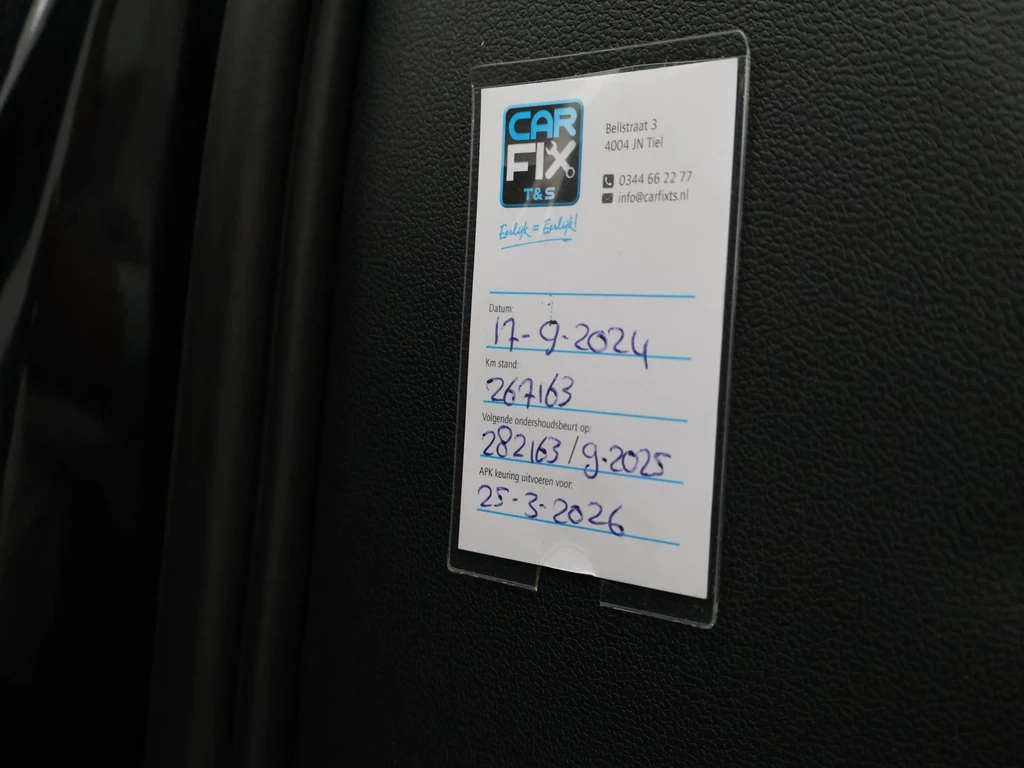 CAR
FIX
T&S
Eerlijk = Eerlijk!
Bellstraat 3
4004 JN Tiel
0344 66 22 77
info@carfixts.nl
Datum:
17-9-2024
Km stand:
267163
Volgende ondershoudsbeurt op:
282163/9-2025
APK keuring uitvoeren voor:
25-3-2026